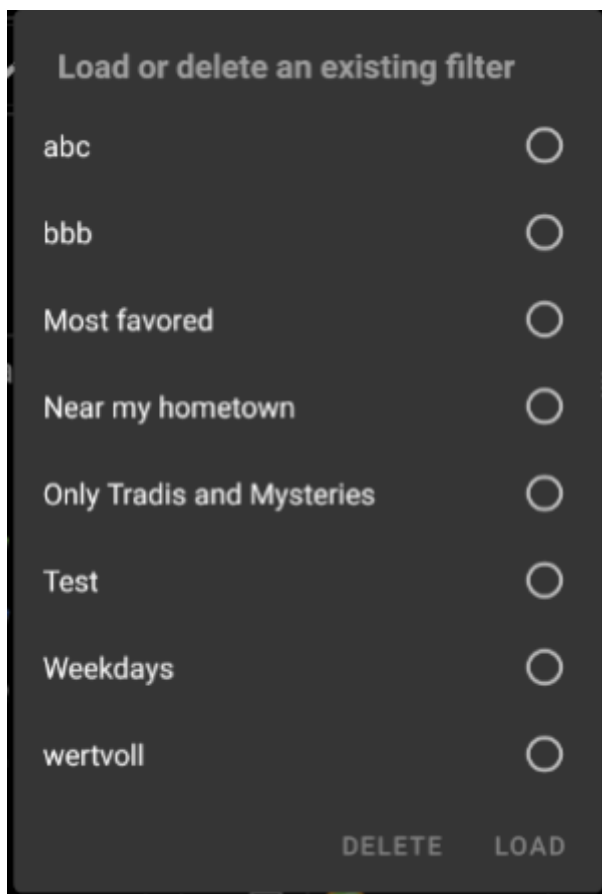 Load or delete an existing filter
abc
bbb
Most favored
Near my hometown
Only Tradis and Mysteries
Test
Weekdays
wertvoll
DELETE LOAD